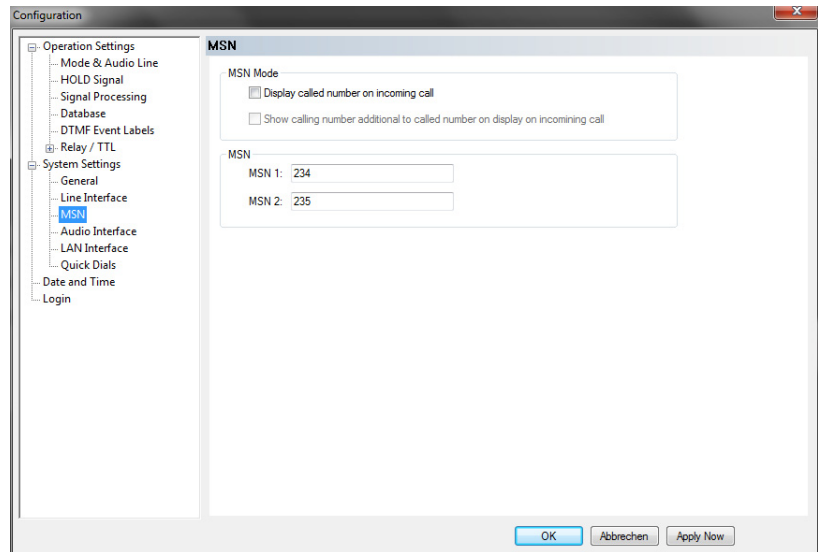 Configuration
Operation Settings
Mode & Audio Line
HOLD Signal
Signal Processing
Database
DTMF Event Labels
Relay / TTL
System Settings
General
Line Interface
MSN
Audio Interface
LAN Interface
Quick Dials
Date and Time
Login
MSN
MSN Mode
Display called number on incoming call
Show calling number additional to called number on display on incomining call
MSN
MSN 1: 234
MSN 2: 235
OK Abbrechen Apply Now